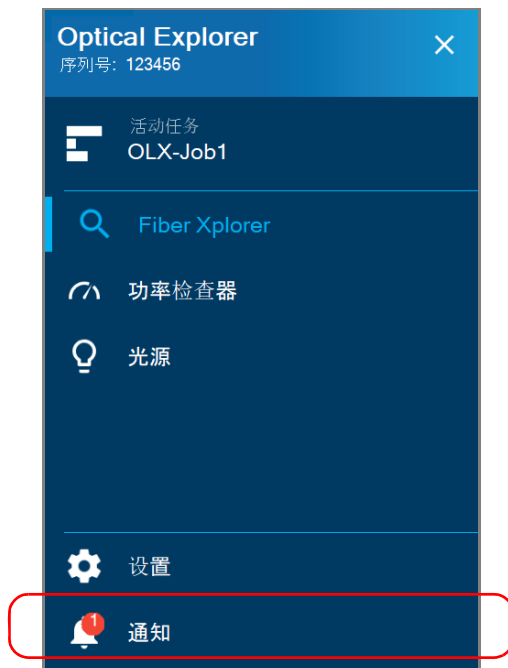 Optical Explorer
序列号: 123456
活动任务
OLX-Job1
Fiber Xplorer
功率检查器
光源
设置
1
通知